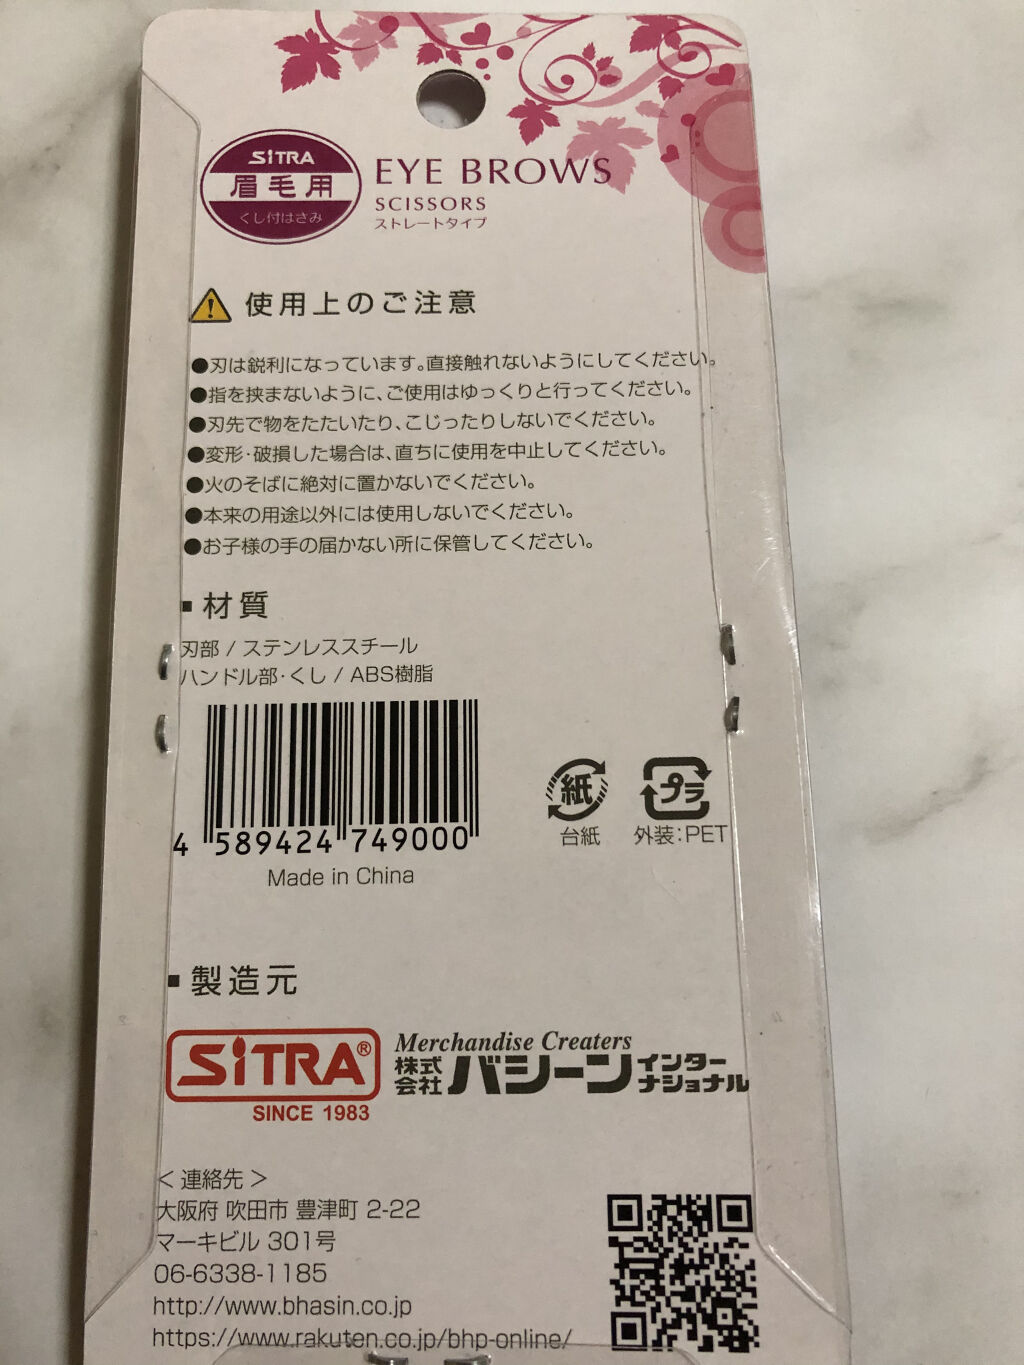 SiTRA
眉毛用
くし付はさみ
EYE BROWS
SCISSORS
ストレートタイプ
使用上のご注意
●刃は鋭利になっています。直接触れないようにしてください。
●指を挟まないように、ご使用はゆっくりと行ってください。
●刃先で物をたたいたり、こじったりしないでください。
●変形・破損した場合は、直ちに使用を中止してください。
●火のそばに絶対に置かないでください。
●本来の用途以外には使用しないでください。
●お子様の手の届かない所に保管してください。
▪材質
刃部 / ステンレススチール
ハンドル部・くし / ABS樹脂
4 589424 749000
Made in China
紙
台紙
プラ
外装:PET
▪製造元
SiTRA®
SINCE 1983
Merchandise Creaters
株式会社バシーンインターナショナル
< 連絡先 >
大阪府 吹田市 豊津町 2-22
マーキビル 301号
06-6338-1185
http://www.bhasin.co.jp
https://www.rakuten.co.jp/bhp-online/